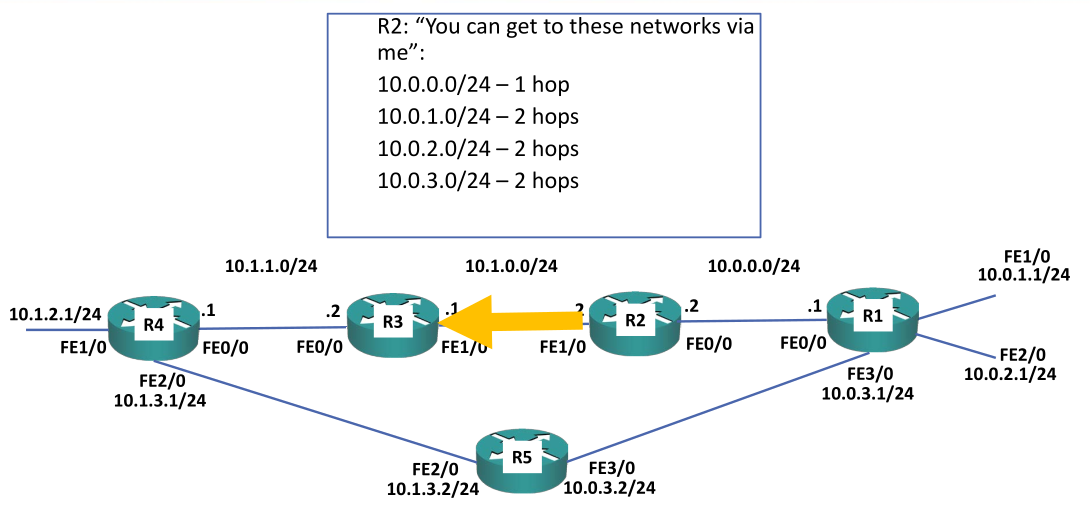 R2: “You can get to these networks via
me”:
10.0.0.0/24 – 1 hop
10.0.1.0/24 – 2 hops
10.0.2.0/24 – 2 hops
10.0.3.0/24 – 2 hops
10.1.1.0/24
10.1.0.0/24
10.0.0.0/24
FE1/0
10.0.1.1/24
10.1.2.1/24
R4
.1
.2
R3
.1
.2
R2
.2
.1
R1
FE1/0
FE0/0
FE0/0
FE1/0
FE1/0
FE0/0
FE0/0
FE2/0
10.0.2.1/24
FE2/0
10.1.3.1/24
FE3/0
10.0.3.1/24
R5
FE2/0
10.1.3.2/24
FE3/0
10.0.3.2/24